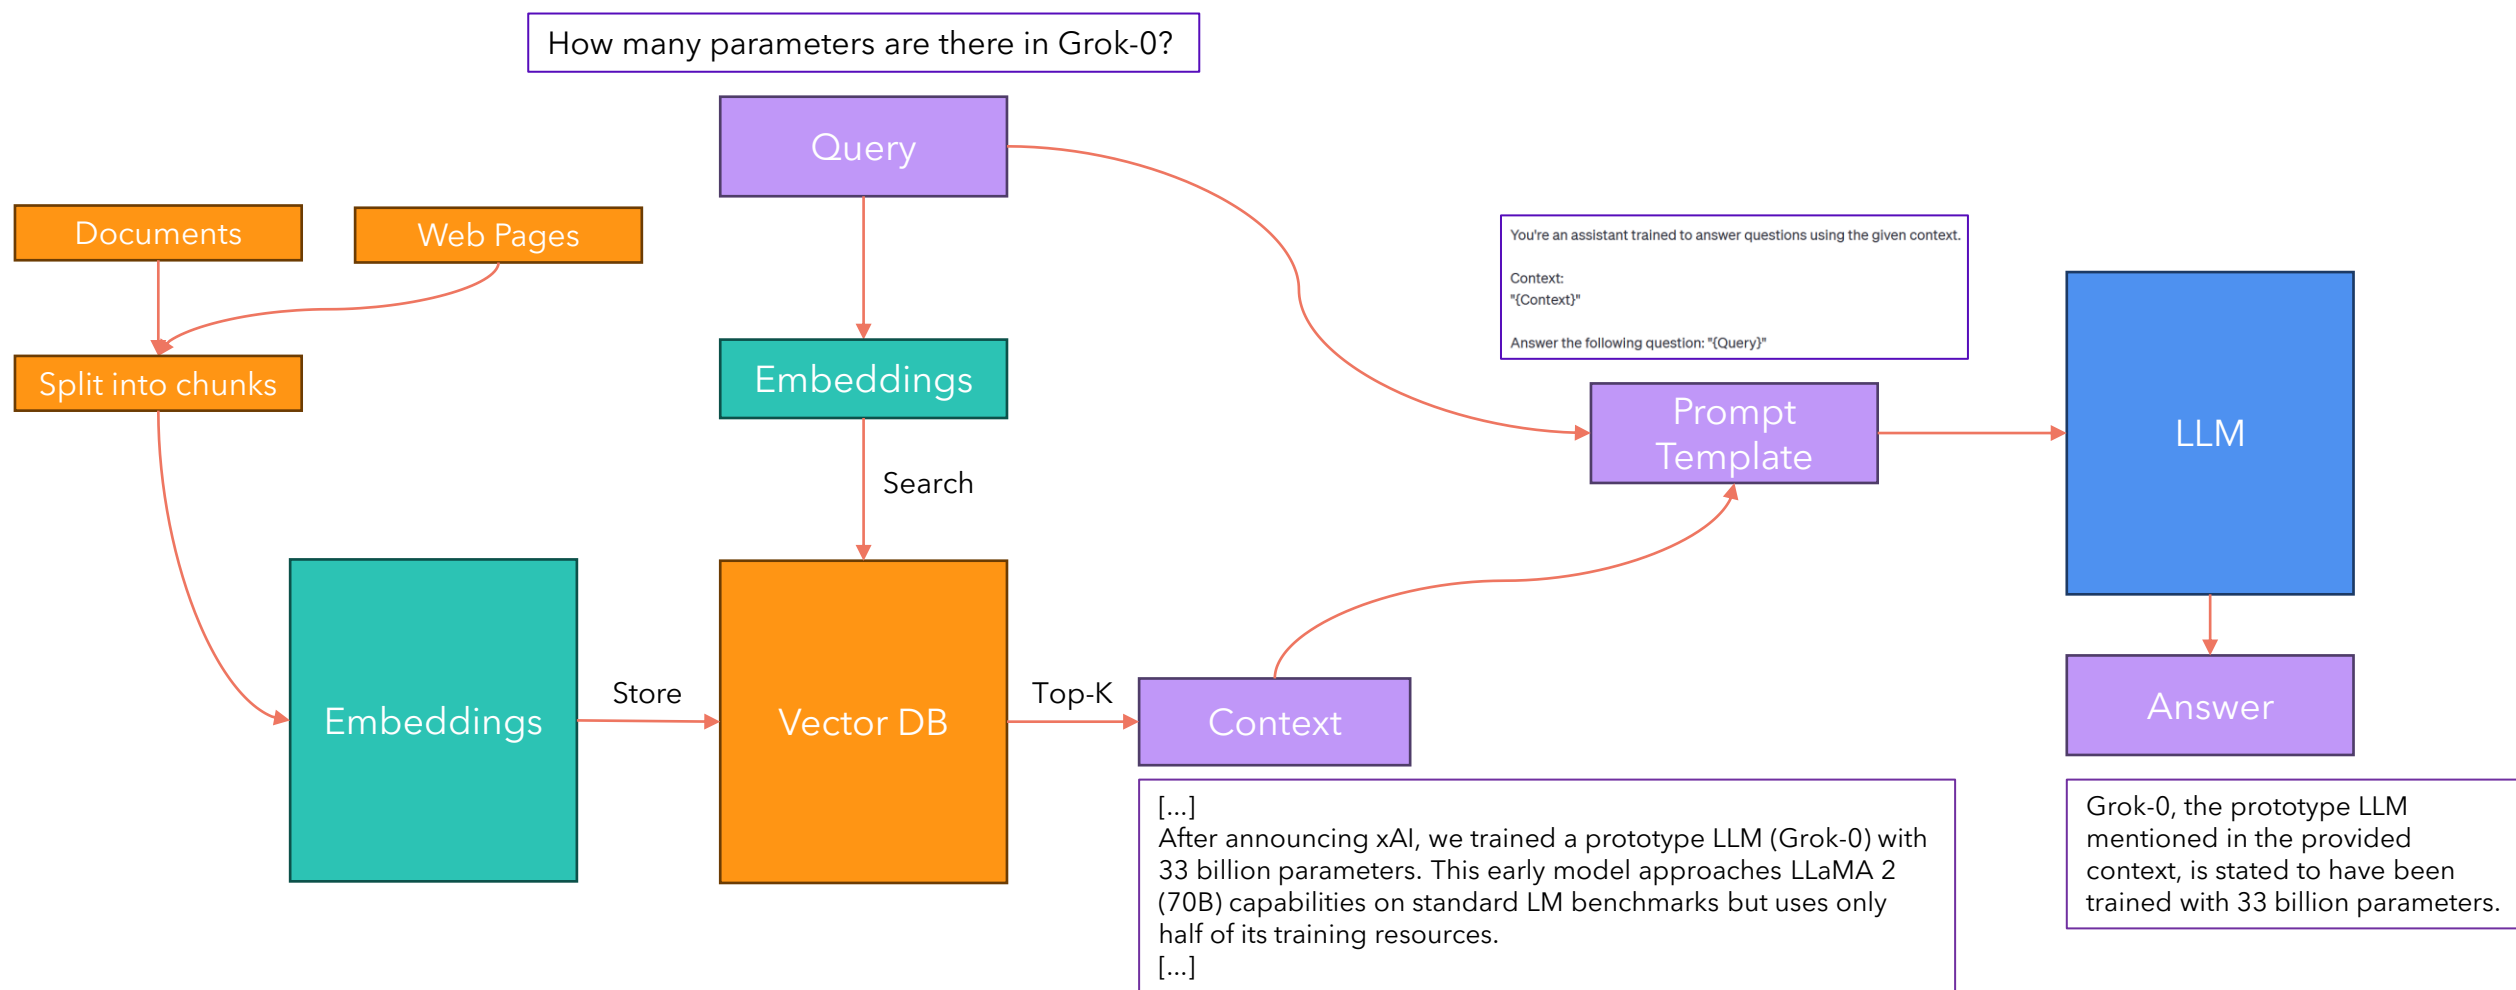 How many parameters are there in Grok-0?
Query
Documents
Web Pages
You're an assistant trained to answer questions using the given context.
Context:
"{Context}"
Answer the following question: "{Query}"
Split into chunks
Embeddings
Prompt
Template
LLM
Search
Embeddings
Store
Vector DB
Top-K
Context
Answer
[...]
After announcing xAI, we trained a prototype LLM (Grok-0) with
33 billion parameters. This early model approaches LLaMA 2
(70B) capabilities on standard LM benchmarks but uses only
half of its training resources.
[...]
Grok-0, the prototype LLM
mentioned in the provided
context, is stated to have been
trained with 33 billion parameters.